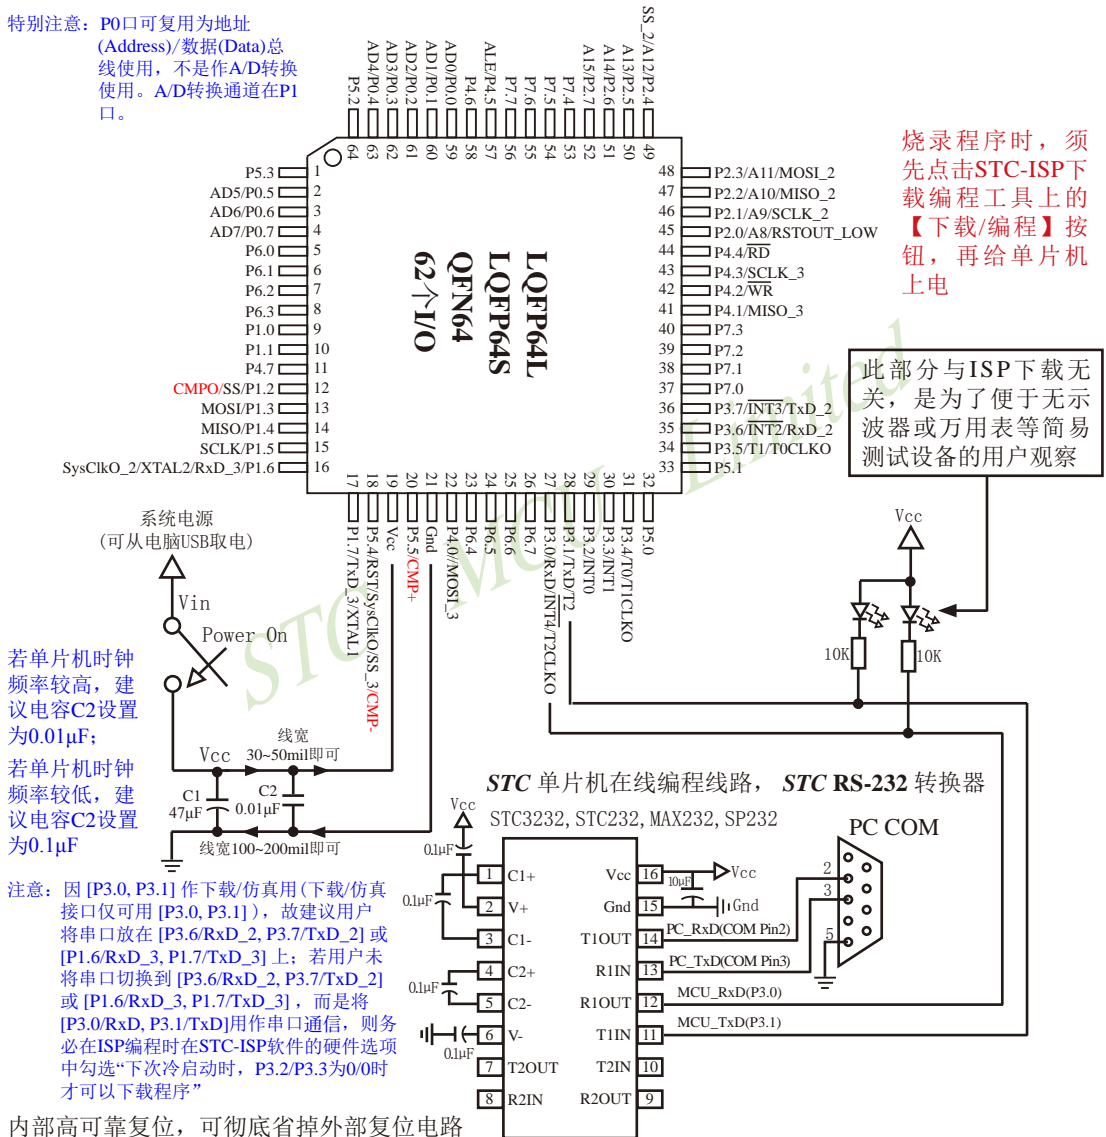 特别注意：P0口可复用为地址
(Address)/数据(Data)总
线使用，不是作A/D转换
使用。A/D转换通道在P1
口。
P5.2
AD4/P0.4
AD3/P0.3
AD2/P0.2
AD1/P0.1
AD0/P0.0
P4.6
ALE/P4.5
P7.7
P7.6
P7.5
P7.4
A15/P2.7
A14/P2.6
A13/P2.5
SS_2/A12/P2.4
64
63
62
61
60
59
58
57
56
55
54
53
52
51
50
49
烧录程序时，须
先点击STC-ISP下
载编程工具上的
【下载/编程】按
钮，再给单片机
上电
P5.3 1
AD5/P0.5 2
AD6/P0.6 3
AD7/P0.7 4
P6.0 5
P6.1 6
P6.2 7
P6.3 8
P1.0 9
P1.1 10
P4.7 11
CMPO/SS/P1.2 12
MOSI/P1.3 13
MISO/P1.4 14
SCLK/P1.5 15
SysClkO_2/XTAL2/RxD_3/P1.6 16
LQFP64L
LQFP64S
QFN64
62个I/O
48 P2.3/A11/MOSI_2
47 P2.2/A10/MISO_2
46 P2.1/A9/SCLK_2
45 P2.0/A8/RSTOUT_LOW
44 P4.4/RD
43 P4.3/SCLK_3
42 P4.2/WR
41 P4.1/MISO_3
40 P7.3
39 P7.2
38 P7.1
37 P7.0
36 P3.7/INT3/TxD_2
35 P3.6/INT2/RxD_2
34 P3.5/T1/T0CLKO
33 P5.1
17 P1.7/TxD_3/XTAL1
18 P5.4/RST/SysClkO/SS_3/CMP-
19 Vcc
20 P5.5/CMP+
21 Gnd
22 P4.0//MOSI_3
23 P6.4
24 P6.5
25 P6.6
26 P6.7
27 P3.0/RxD/INT4/T2CLKO
28 P3.1/TxD/T2
29 P3.2/INT0
30 P3.3/INT1
31 P3.4/T0/T1CLKO
32 P5.0
STC MCU Limited
此部分与ISP下载无
关，是为了便于无示
波器或万用表等简易
测试设备的用户观察
Vcc
10K
10K
系统电源
(可从电脑USB取电)
Vin
Power On
若单片机时钟
频率较高，建
议电容C2设置
为0.01μF；
若单片机时钟
频率较低，建
议电容C2设置
为0.1μF
Vcc
线宽
30~50mil即可
C1
47μF
C2
0.01μF
线宽100~200mil即可
STC 单片机在线编程线路， STC RS-232 转换器
STC3232,STC232,MAX232,SP232
PC COM
Vcc
0.1μF
0.1μF
0.1μF
0.1μF
1 C1+
2 V+
3 C1-
4 C2+
5 C2-
6 V-
7 T2OUT
8 R2IN
Vcc 16
Gnd 15
T1OUT 14
R1IN 13
R1OUT 12
T1IN 11
T2IN 10
R2OUT 9
Vcc
10μF
Gnd
PC_RxD(COM Pin2)
PC_TxD(COM Pin3)
MCU_RxD(P3.0)
MCU_TxD(P3.1)
2
3
5
注意：因 [P3.0, P3.1] 作下载/仿真用(下载/仿真
接口仅可用 [P3.0, P3.1] )，故建议用户
将串口放在 [P3.6/RxD_2, P3.7/TxD_2] 或
[P1.6/RxD_3, P1.7/TxD_3] 上；若用户未
将串口切换到 [P3.6/RxD_2, P3.7/TxD_2]
或 [P1.6/RxD_3, P1.7/TxD_3] ，而是将
[P3.0/RxD, P3.1/TxD]用作串口通信，则务
必在ISP编程时在STC-ISP软件的硬件选项
中勾选“下次冷启动时，P3.2/P3.3为0/0时
才可以下载程序”
内部高可靠复位，可彻底省掉外部复位电路